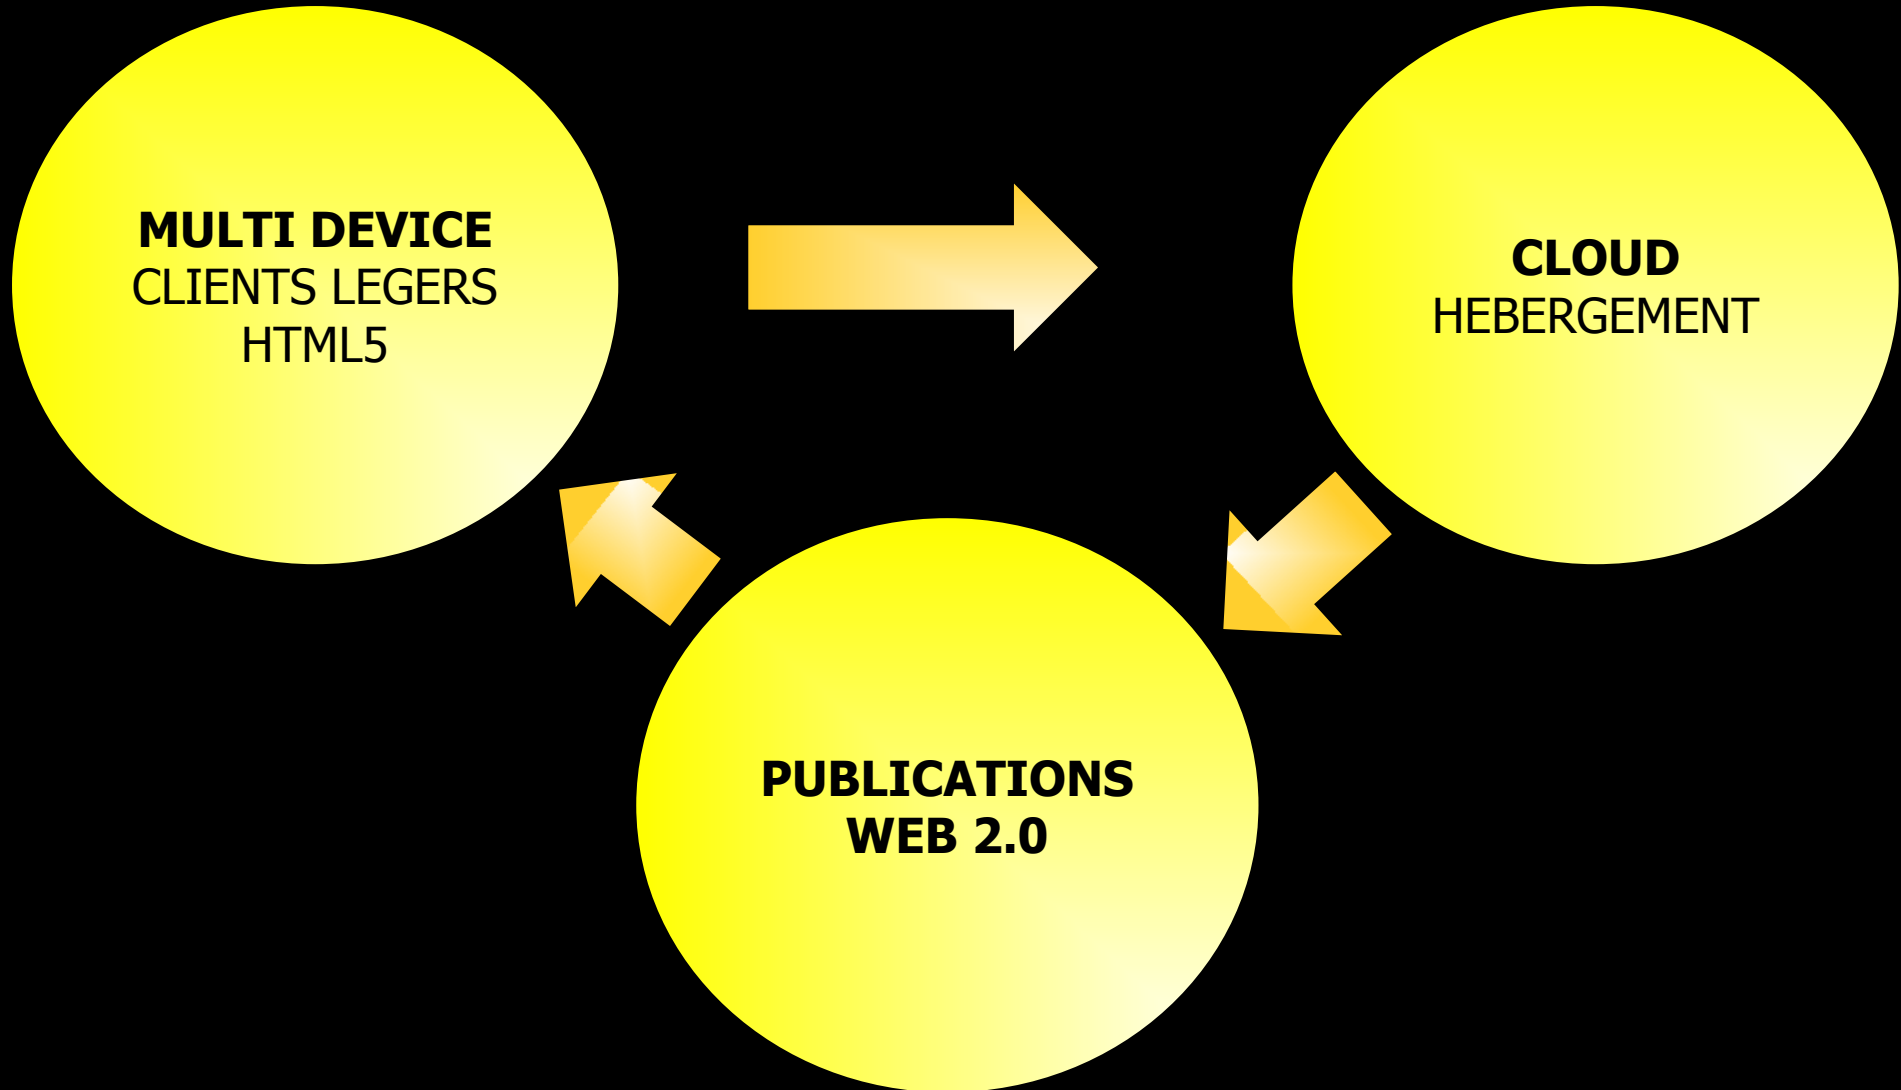 MULTI DEVICE
CLIENTS LEGERS
HTML5
CLOUD
HEBERGEMENT
PUBLICATIONS
WEB 2.0